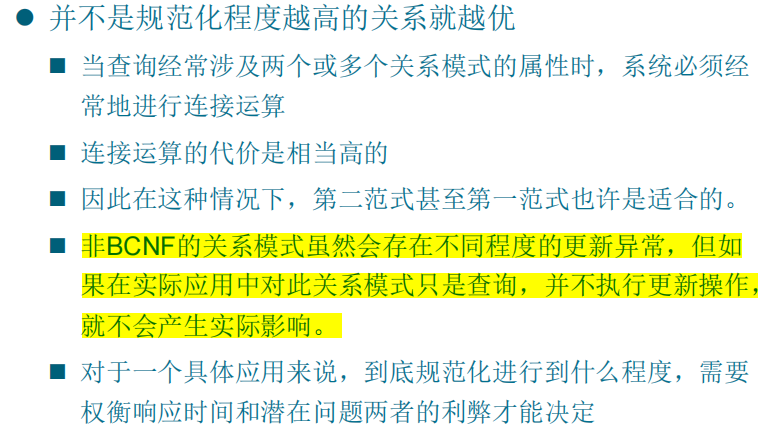 并不是规范化程度越高的关系就越优
当查询经常涉及两个或多个关系模式的属性时，系统必须经
常地进行连接运算
连接运算的代价是相当高的
因此在这种情况下，第二范式甚至第一范式也许是适合的。
非BCNF的关系模式虽然会存在不同程度的更新异常，但如
果在实际应用中对此关系模式只是查询，并不执行更新操作，
就不会产生实际影响。
对于一个具体应用来说，到底规范化进行到什么程度，需要
权衡响应时间和潜在问题两者的利弊才能决定